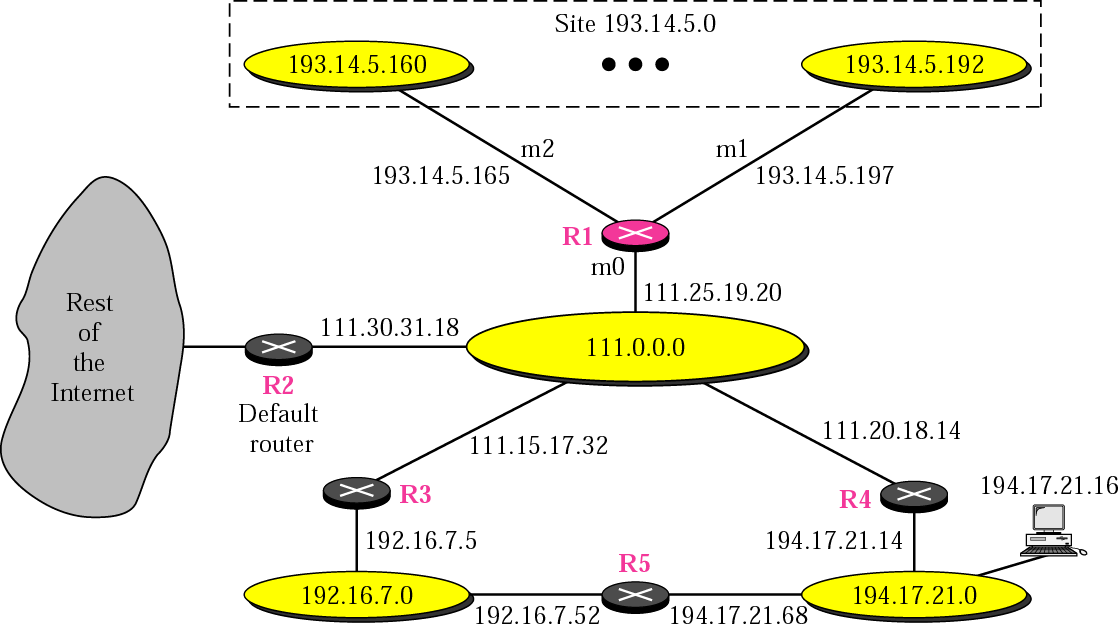 Site 193.14.5.0
193.14.5.160
193.14.5.192
m2
m1
193.14.5.165
193.14.5.197
R1
m0
111.25.19.20
Rest
of
the
Internet
111.30.31.18
111.0.0.0
R2
Default
router
111.15.17.32
111.20.18.14
R3
R4
194.17.21.16
192.16.7.5
194.17.21.14
R5
192.16.7.0
194.17.21.0
192.16.7.52
194.17.21.68